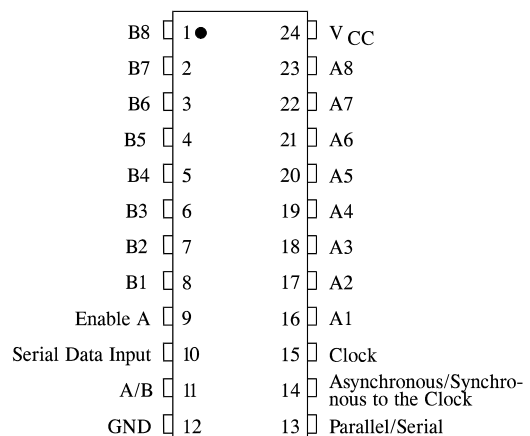 B8 1 24 V CC
B7 2 23 A8
B6 3 22 A7
B5 4 21 A6
B4 5 20 A5
B3 6 19 A4
B2 7 18 A3
B1 8 17 A2
Enable A 9 16 A1
Serial Data Input 10 15 Clock
A/B 11 14 Asynchronous/Synchro-
nous to the Clock
GND 12 13 Parallel/Serial